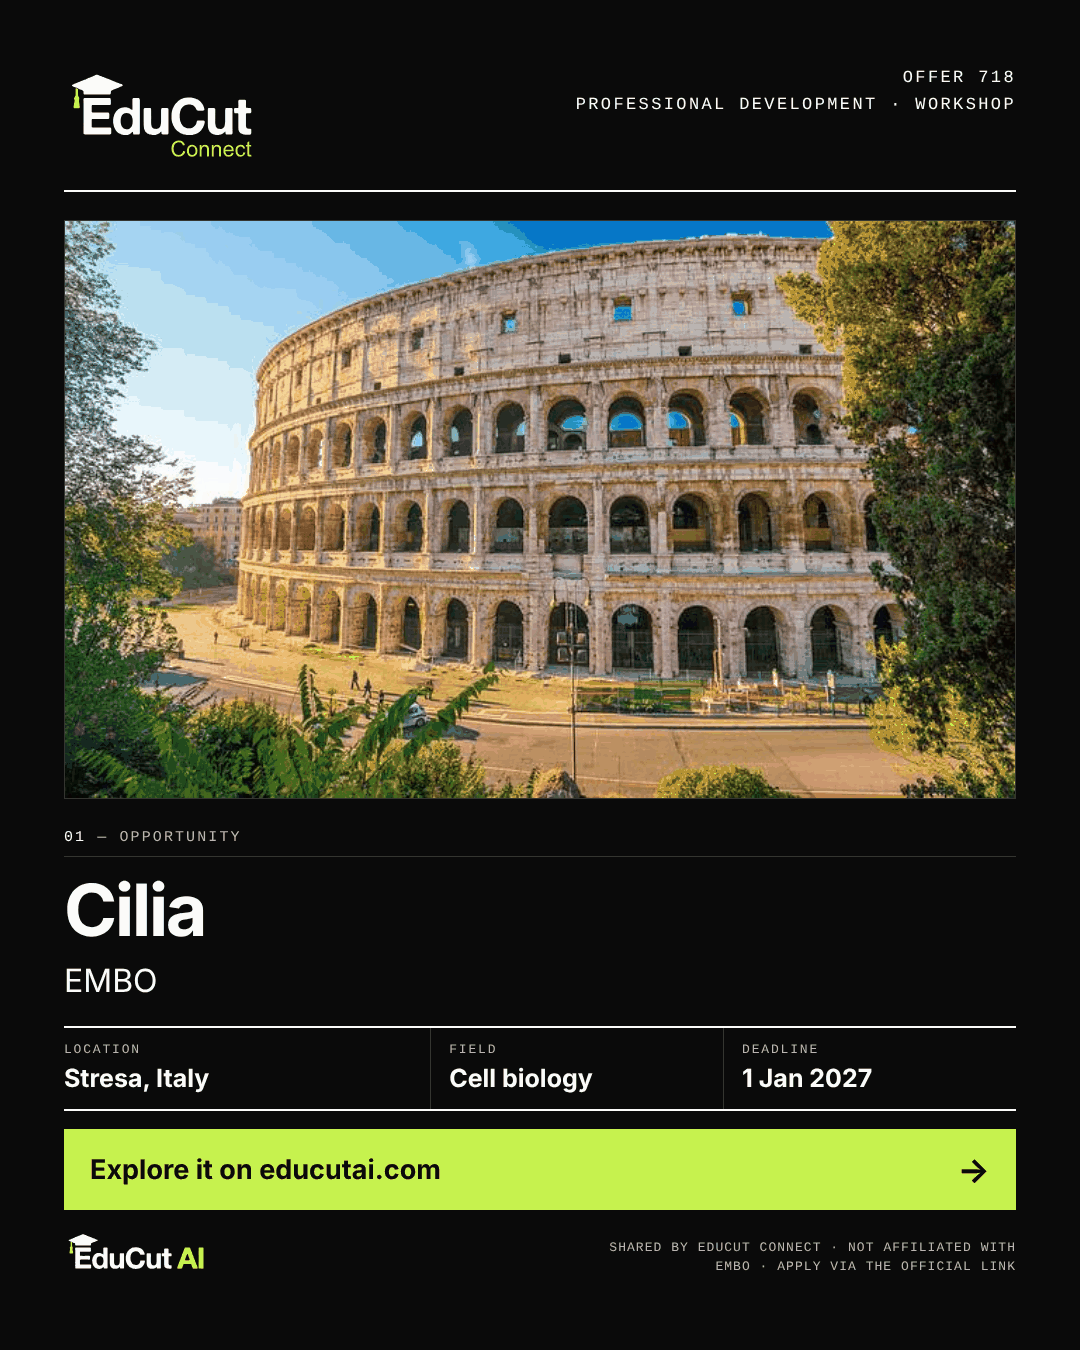 EduCut
Connect
OFFER 718
PROFESSIONAL DEVELOPMENT · WORKSHOP
01 — OPPORTUNITY
Cilia
EMBO
LOCATION
Stresa, Italy
FIELD
Cell biology
DEADLINE
1 Jan 2027
Explore it on educutai.com →
EduCut AI
SHARED BY EDUCUT CONNECT · NOT AFFILIATED WITH
EMBO · APPLY VIA THE OFFICIAL LINK